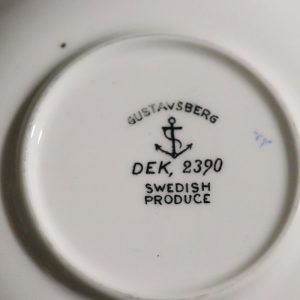 GUSTAVSBERG
DEK, 2390
SWEDISH
PRODUCE